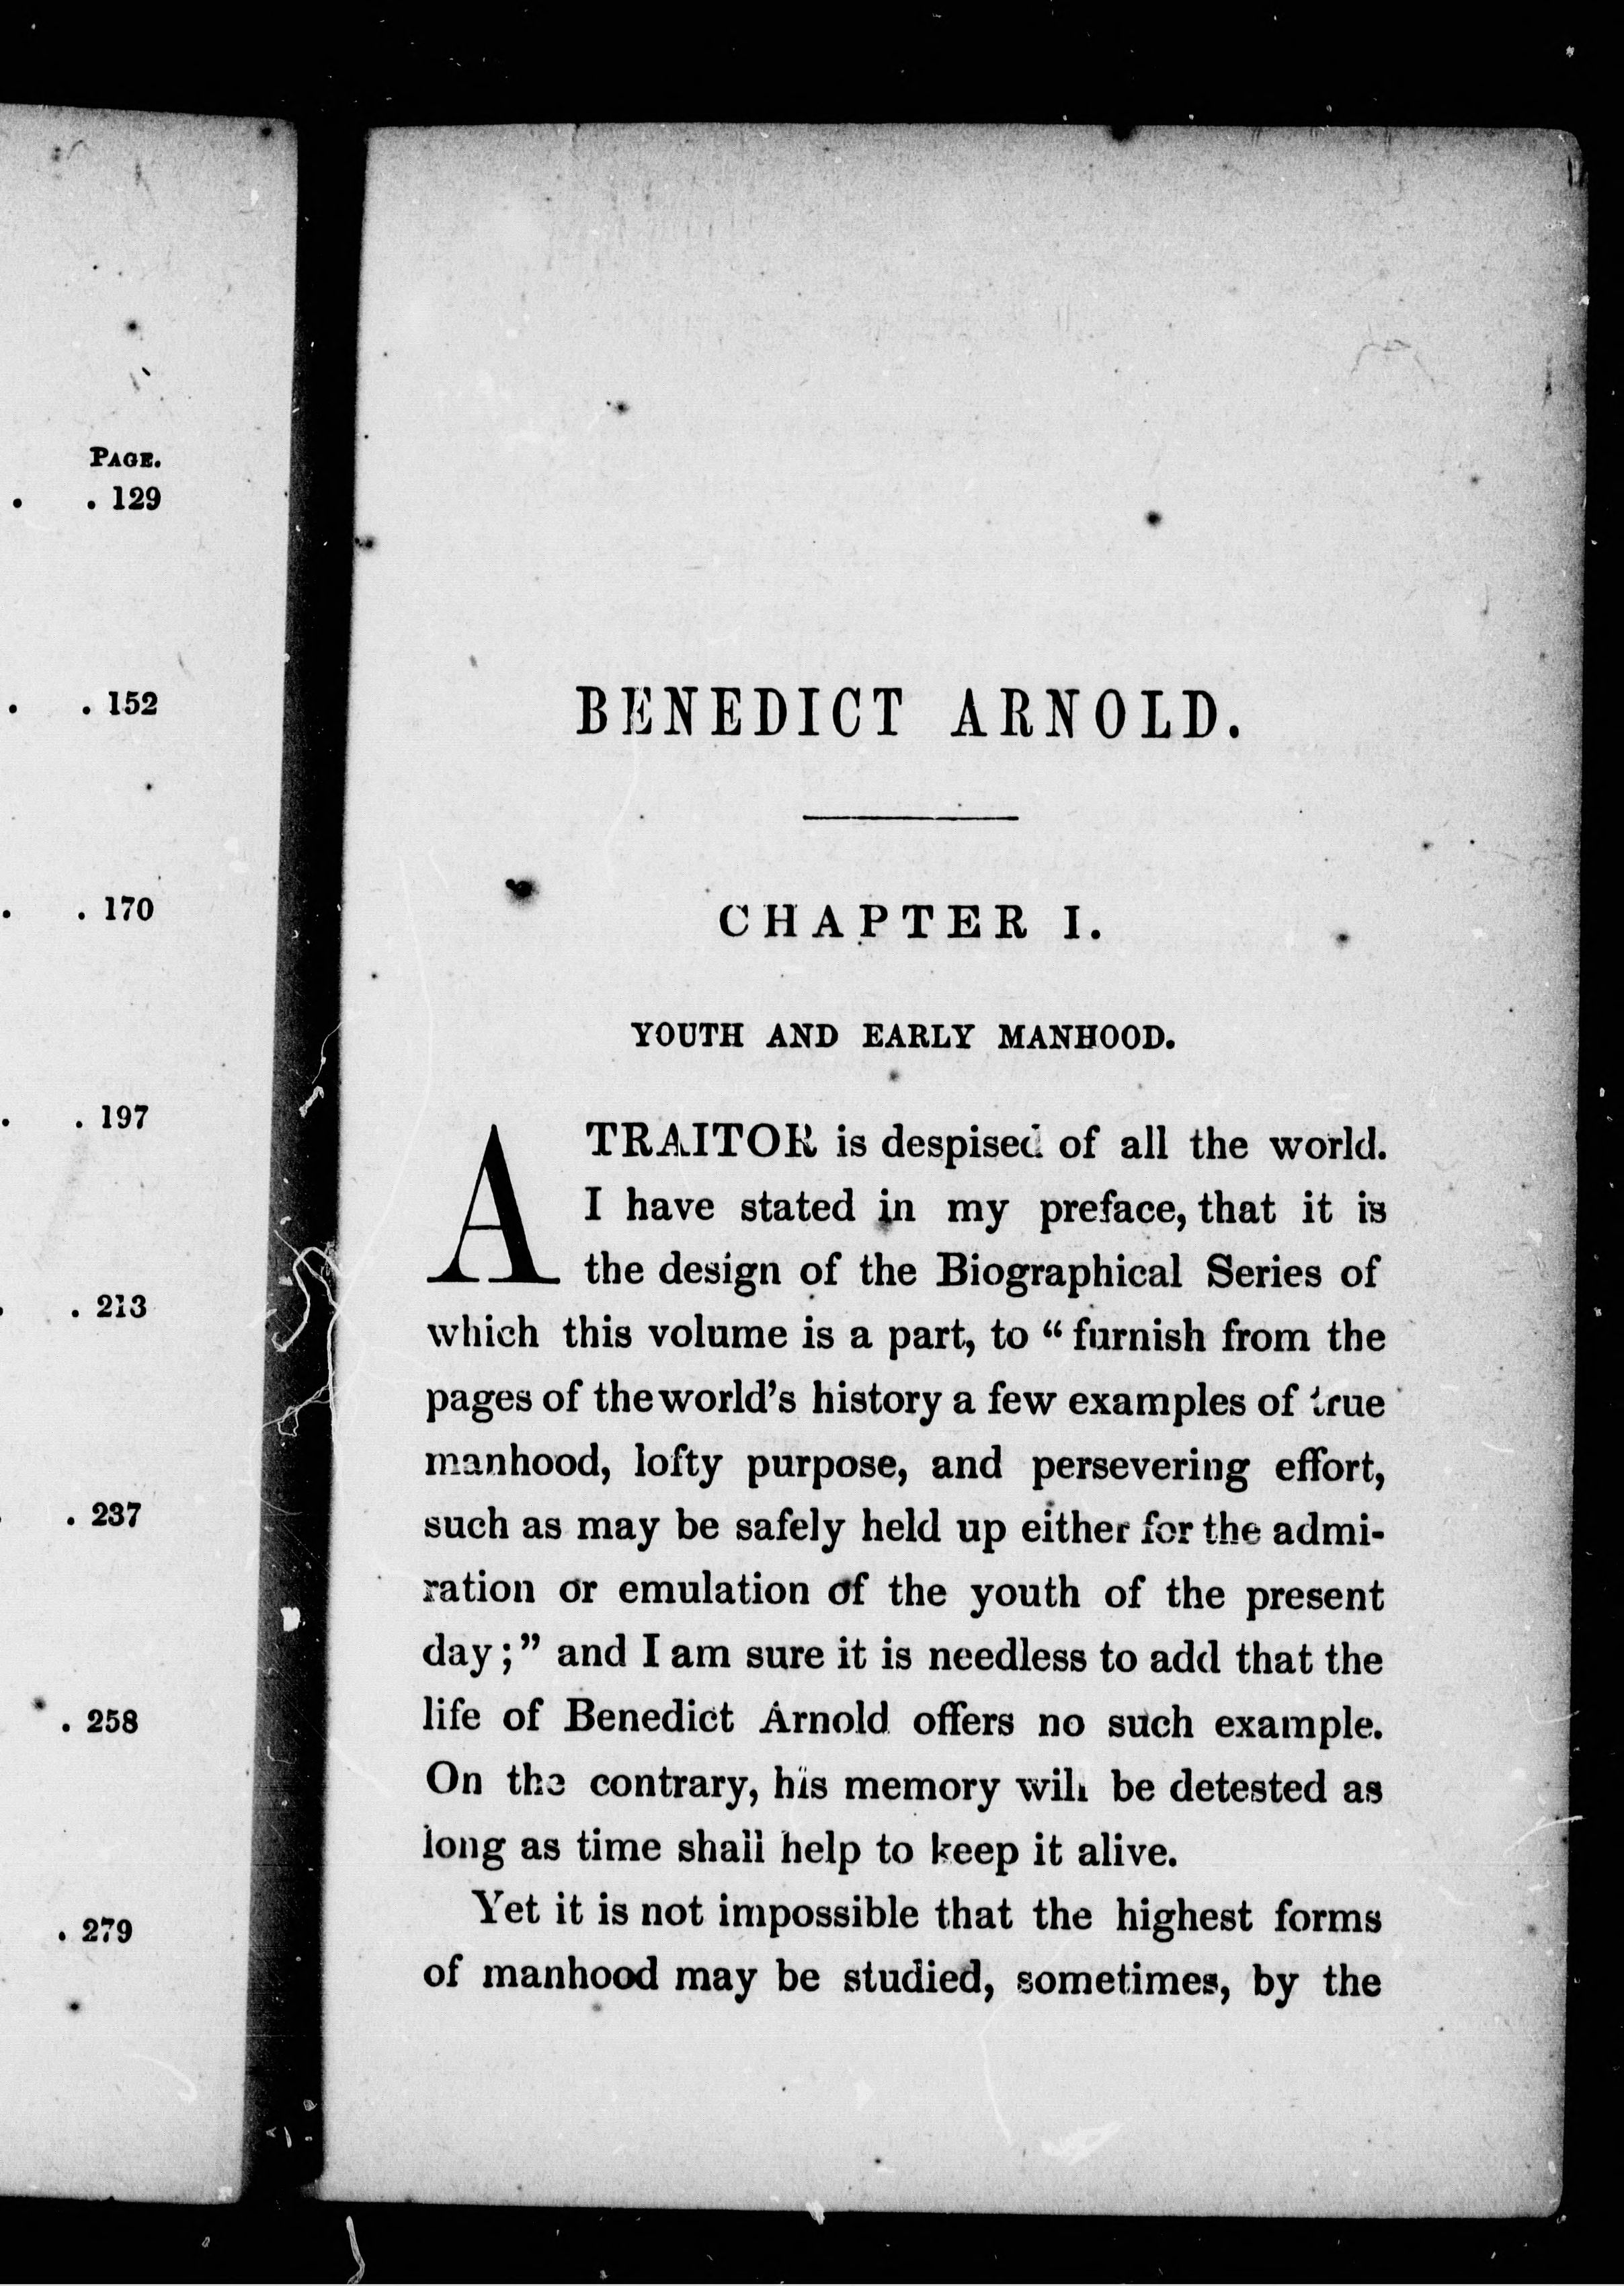 PAGE.
. . 129
. . 152
. . 170
. . 197
. . 213
. . 237
. 258
. 279
BENEDICT ARNOLD.
CHAPTER I.
YOUTH AND EARLY MANHOOD.
A TRAITOR is despised of all the world.
I have stated in my preface, that it is
the design of the Biographical Series of
which this volume is a part, to “ furnish from the
pages of the world’s history a few examples of true
manhood, lofty purpose, and persevering effort,
such as may be safely held up either for the admi-
ration or emulation of the youth of the present
day ; ” and I am sure it is needless to add that the
life of Benedict Arnold offers no such example.
On the contrary, his memory will be detested as
long as time shall help to keep it alive.
Yet it is not impossible that the highest forms
of manhood may be studied, sometimes, by the